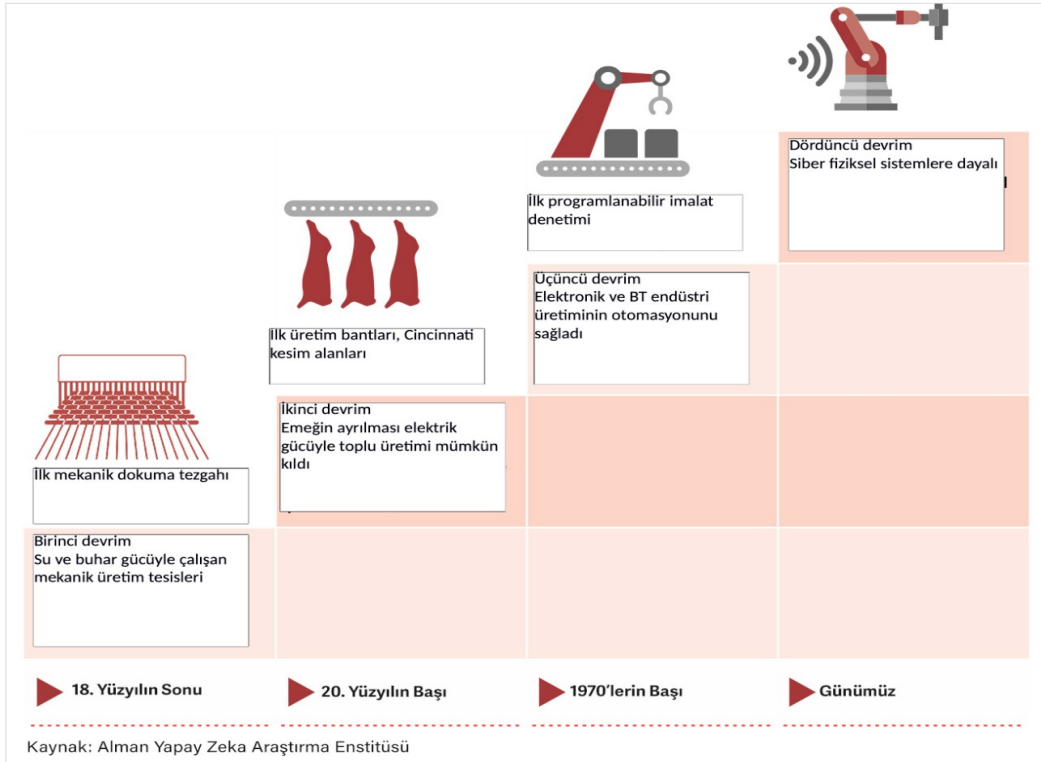 Dördüncü devrim
Siber fiziksel sistemlere dayalı
İlk programlanabilir imalat
denetimi
Üçüncü devrim
Elektronik ve BT endüstri
üretiminin otomasyonunu
sağladı
İlk üretim bantları, Cincinnati
kesim alanları
İkinci devrim
Emeğin ayrılması elektrik
gücüyle toplu üretimi mümkün
kıldı
İlk mekanik dokuma tezgahı
Birinci devrim
Su ve buhar gücüyle çalışan
mekanik üretim tesisleri
18. Yüzyılın Sonu
20. Yüzyılın Başı
1970'lerin Başı
Günümüz
Kaynak: Alman Yapay Zeka Araştırma Enstitüsü